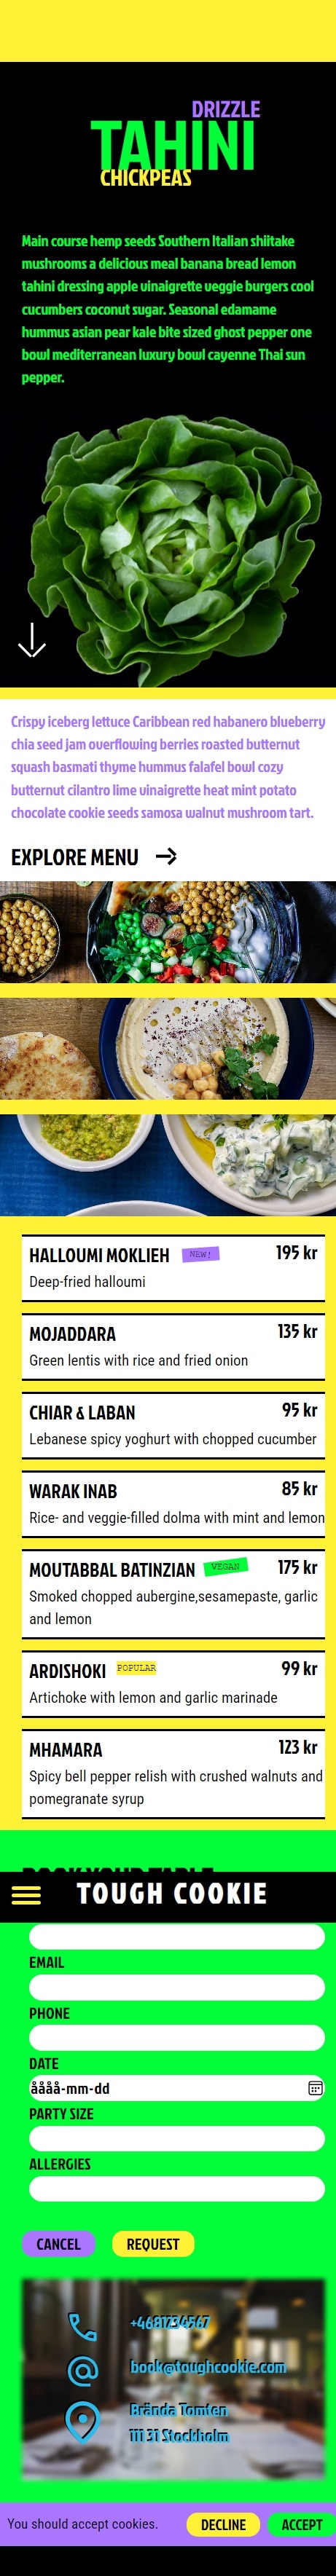 DRIZZLE
TAHINI
CHICKPEAS
Main course hemp seeds Southern Italian shiitake
mushrooms a delicious meal banana bread lemon
tahini dressing apple vinaigrette veggie burgers cool
cucumbers coconut sugar. Seasonal edamame
hummus asian pear kale bite sized ghost pepper one
bowl mediterranean luxury bowl cayenne Thai sun
pepper.
Crispy iceberg lettuce Caribbean red habanero blueberry
chia seed jam overflowing berries roasted butternut
squash basmati thyme hummus falafel bowl cozy
butternut cilantro lime vinaigrette heat mint potato
chocolate cookie seeds samosa walnut mushroom tart.
EXPLORE MENU
HALLOUMI MOKLIEH NEW! 195 kr
Deep-fried halloumi
MOJADDARA 135 kr
Green lentis with rice and fried onion
CHIAR & LABAN 95 kr
Lebanese spicy yoghurt with chopped cucumber
WARAK INAB 85 kr
Rice- and veggie-filled dolma with mint and lemon
MOUTABBAL BATINZIAN VEGAN 175 kr
Smoked chopped aubergine,sesamepaste, garlic
and lemon
ARDISHOKI POPULAR 99 kr
Artichoke with lemon and garlic marinade
MHAMARA 123 kr
Spicy bell pepper relish with crushed walnuts and
pomegranate syrup
BOOK YOUR TABLE
TOUGH COOKIE
EMAIL
PHONE
DATE
åååå-mm-dd
PARTY SIZE
ALLERGIES
CANCEL REQUEST
+4681234567
book@toughcookie.com
Brända Tomten
111 31 Stockholm
You should accept cookies. DECLINE ACCEPT